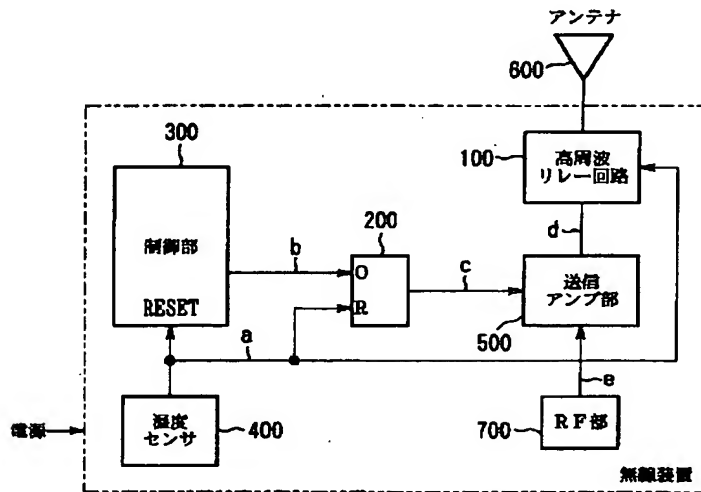 アンテナ
600
300
100
高周波
リレー回路
200
d
制御部
b
O
c
送信
アンプ部
RESET
R
500
a
e
電源
温度
センサ
400
700
RF部
無線装置